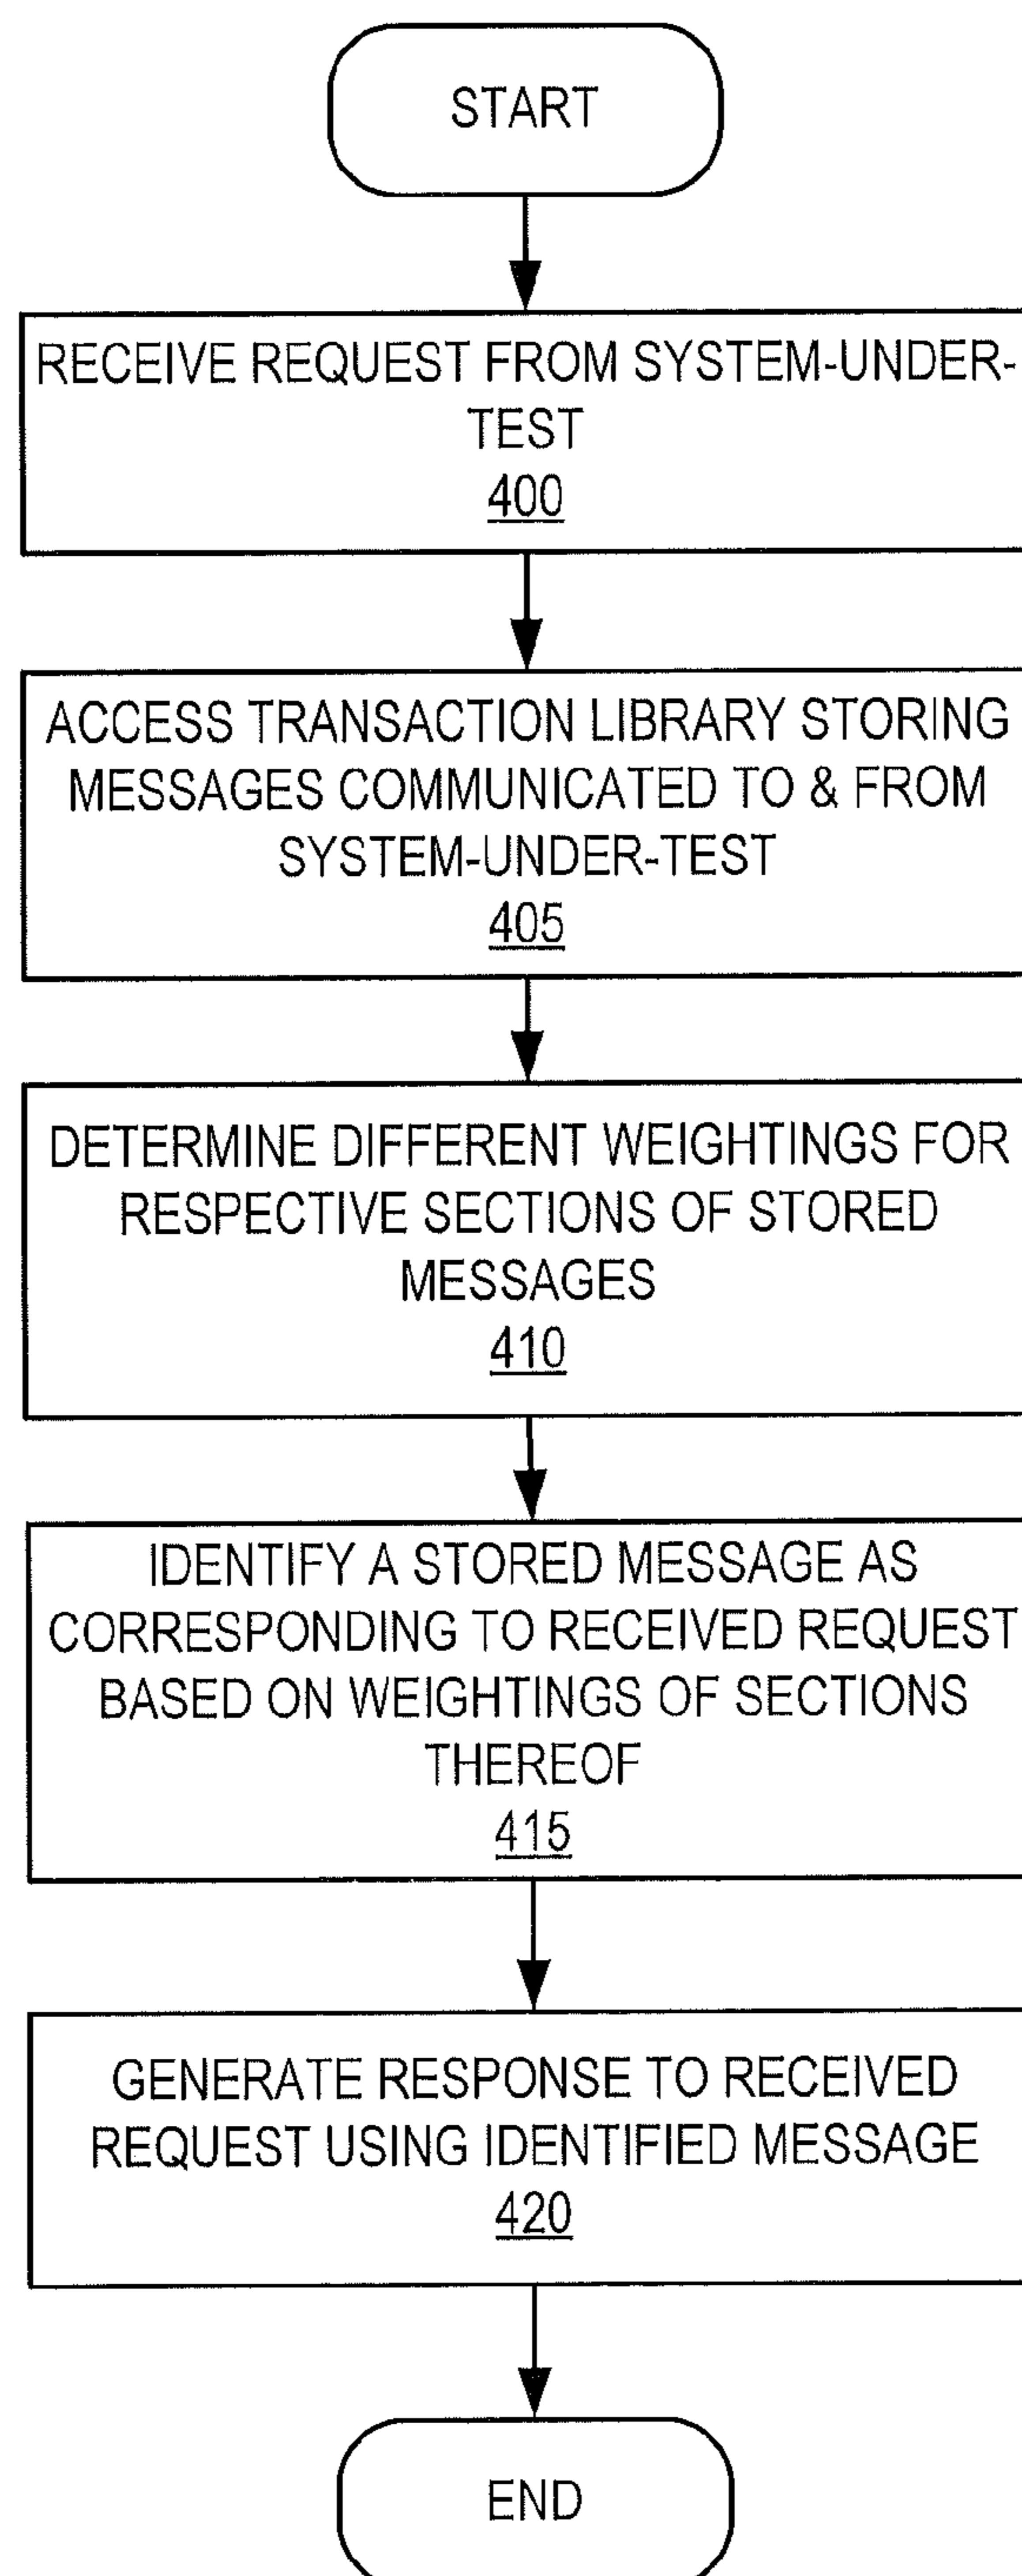 START
RECEIVE REQUEST FROM SYSTEM-UNDER-
TEST
400
ACCESS TRANSACTION LIBRARY STORING
MESSAGES COMMUNICATED TO & FROM
SYSTEM-UNDER-TEST
405
DETERMINE DIFFERENT WEIGHTINGS FOR
RESPECTIVE SECTIONS OF STORED
MESSAGES
410
IDENTIFY A STORED MESSAGE AS
CORRESPONDING TO RECEIVED REQUEST
BASED ON WEIGHTINGS OF SECTIONS
THEREOF
415
GENERATE RESPONSE TO RECEIVED
REQUEST USING IDENTIFIED MESSAGE
420
END